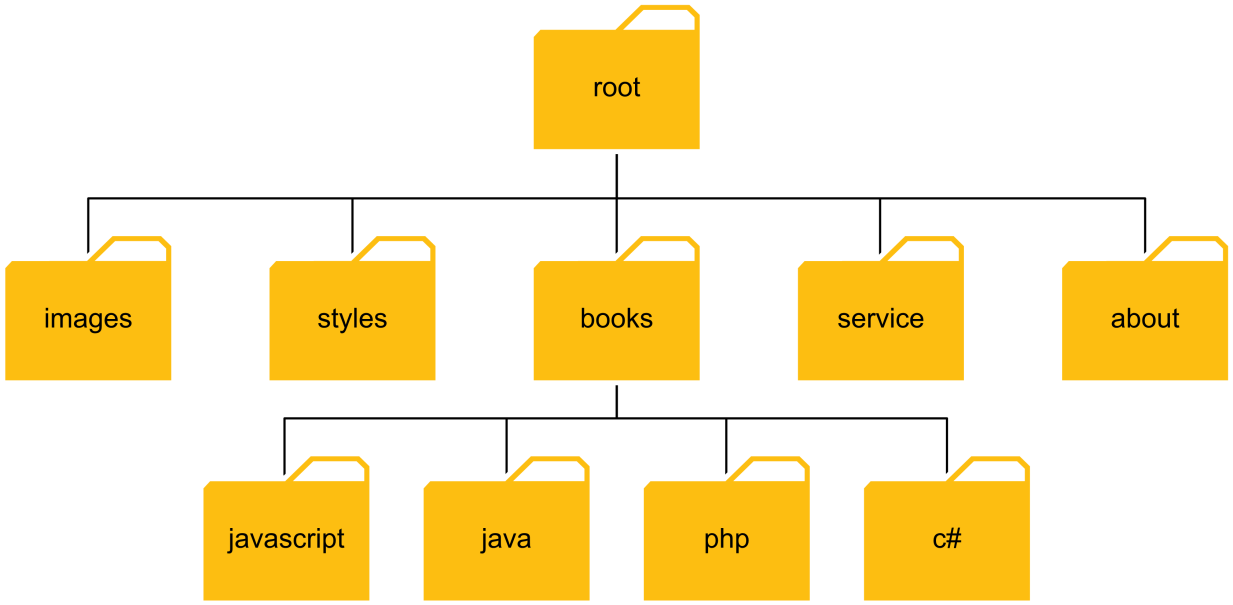 root
images
styles
books
service
about
javascript
java
php
c#